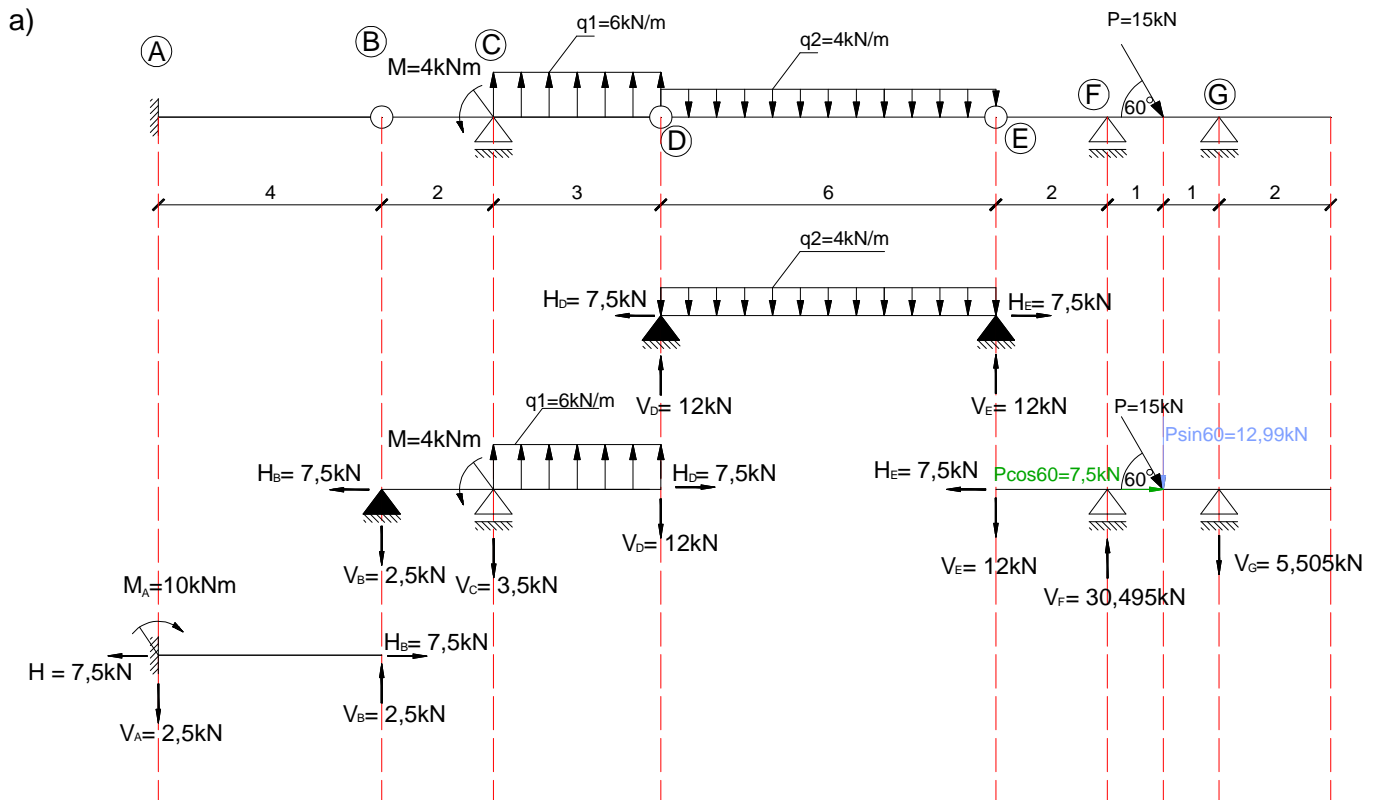 a)
A
B
C
M=4kNm
q1=6kN/m
q2=4kN/m
P=15kN
F
60°
G
D
E
4
2
3
6
2
1
1
2
q2=4kN/m
HD= 7,5kN
HE= 7,5kN
VD= 12kN
VE= 12kN
q1=6kN/m
M=4kNm
HB= 7,5kN
HD= 7,5kN
VB= 2,5kN
VC= 3,5kN
VD= 12kN
P=15kN
Psin60=12,99kN
HE= 7,5kN
Pcos60=7,5kN
60°
VE= 12kN
VF= 30,495kN
VG= 5,505kN
MA=10kNm
HB= 7,5kN
H = 7,5kN
VA= 2,5kN
VB= 2,5kN